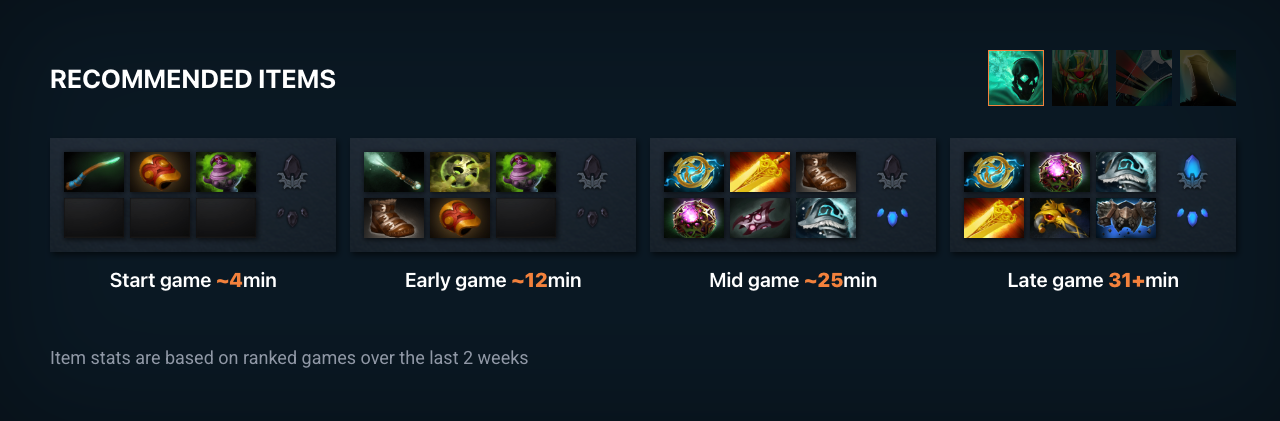 RECOMMENDED ITEMS
Start game ~4min
Early game ~12min
Mid game ~25min
Late game 31+min
Item stats are based on ranked games over the last 2 weeks